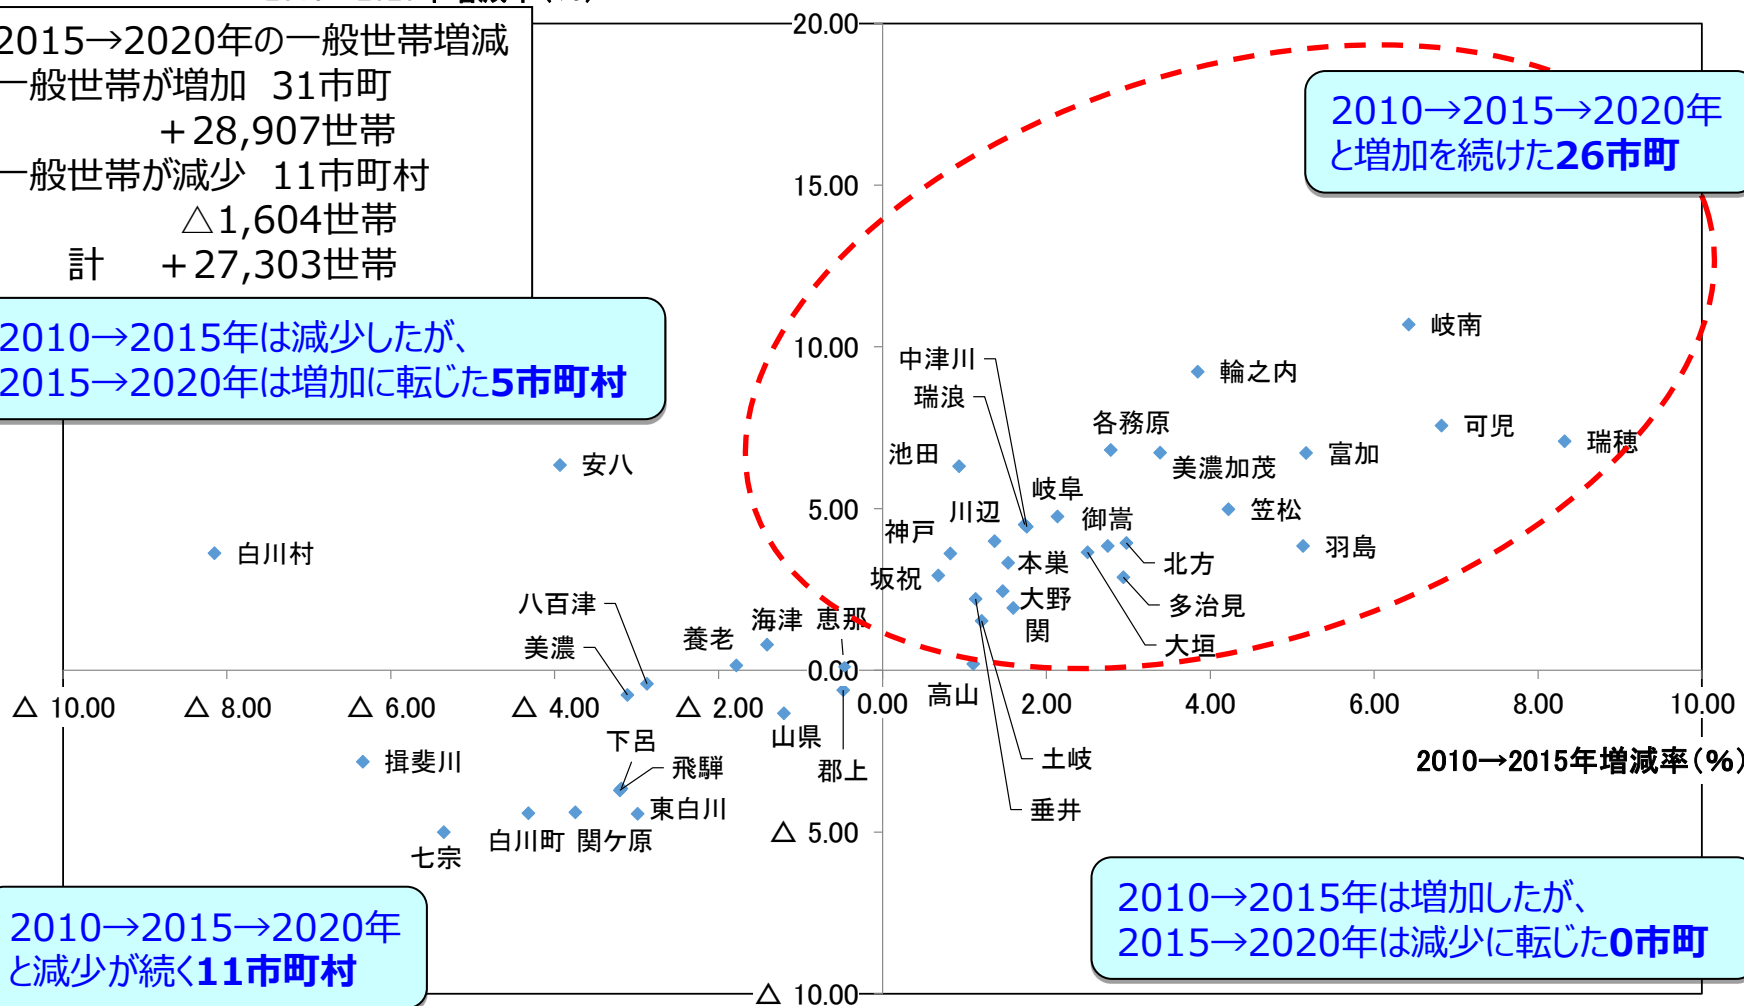 2015→2020年の一般世帯増減
一般世帯が増加 31市町
+28,907世帯
一般世帯が減少 11市町村
△1,604世帯
計 +27,303世帯
2010→2015年は減少したが、
2015→2020年は増加に転じた5市町村
2010→2015→2020年
と増加を続けた26市町
20.00
15.00
10.00
5.00
0.00
△ 5.00
△ 10.00
岐南
輪之内
中津川
瑞浪
各務原
可児
瑞穂
池田
美濃加茂
富加
安八
岐阜
川辺
御嵩
笠松
神戸
羽島
白川村
本巣
北方
坂祝
大野
多治見
八百津
海津 恵那
関
養老
大垣
美濃
△ 10.00
△ 8.00
△ 6.00
△ 4.00
△ 2.00
0.00
2.00
4.00
6.00
8.00
10.00
高山
山県
下呂
土岐
2010→2015年増減率(%)
揖斐川
飛騨
郡上
東白川
垂井
白川町 関ケ原
七宗
2010→2015→2020年
と減少が続く11市町村
2010→2015年は増加したが、
2015→2020年は減少に転じた0市町